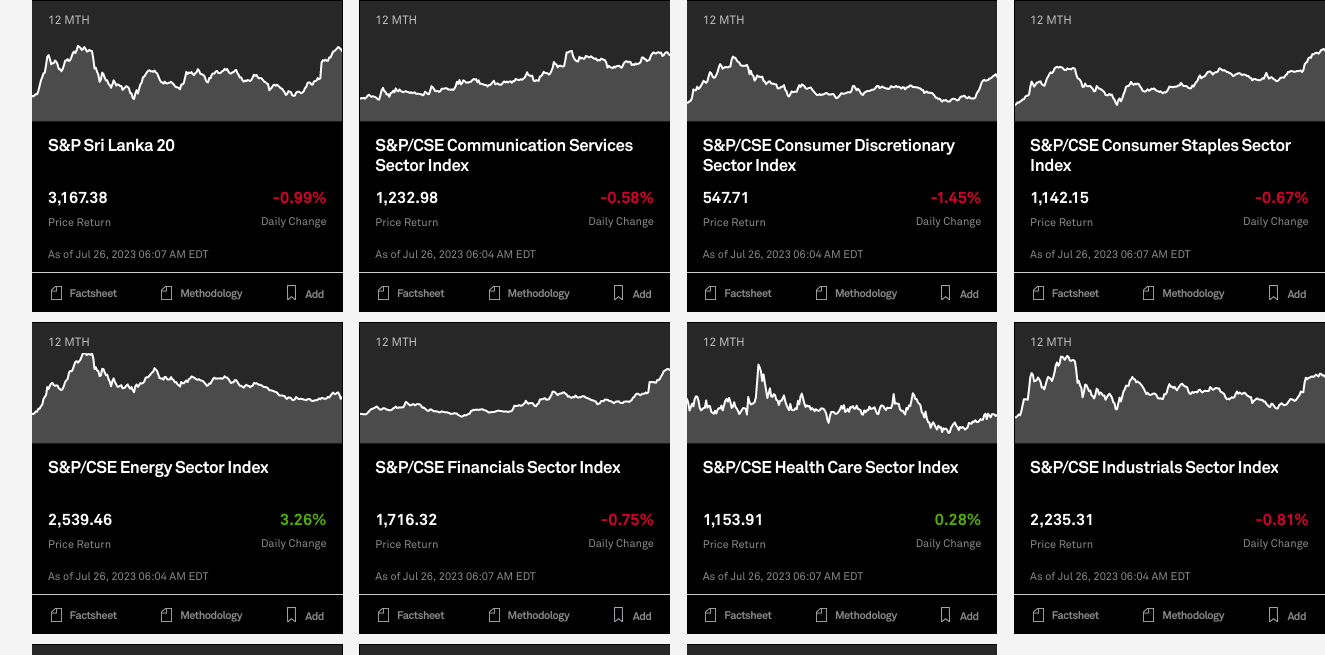 12 MTH
12 MTH
12 MTH
12 MTH
S&P Sri Lanka 20
3,167.38
-0.99%
Price Return
Daily Change
As of Jul 26, 2023 06:07 AM EDT
Factsheet
Methodology
Add
S&P/CSE Communication Services
Sector Index
1,232.98
-0.58%
Price Return
Daily Change
As of Jul 26, 2023 06:04 AM EDT
Factsheet
Methodology
Add
S&P/CSE Consumer Discretionary
Sector Index
547.71
-1.45%
Price Return
Daily Change
As of Jul 26, 2023 06:04 AM EDT
Factsheet
Methodology
Add
S&P/CSE Consumer Staples Sector
Index
1,142.15
-0.67%
Price Return
Daily Change
As of Jul 26, 2023 06:07 AM EDT
Factsheet
Methodology
Add
12 MTH
12 MTH
12 MTH
12 MTH
S&P/CSE Energy Sector Index
2,539.46
3.26%
Price Return
Daily Change
As of Jul 26, 2023 06:04 AM EDT
Factsheet
Methodology
Add
S&P/CSE Financials Sector Index
1,716.32
-0.75%
Price Return
Daily Change
As of Jul 26, 2023 06:07 AM EDT
Factsheet
Methodology
Add
S&P/CSE Health Care Sector Index
1,153.91
0.28%
Price Return
Daily Change
As of Jul 26, 2023 06:07 AM EDT
Factsheet
Methodology
Add
S&P/CSE Industrials Sector Index
2,235.31
-0.81%
Price Return
Daily Change
As of Jul 26, 2023 06:04 AM EDT
Factsheet
Methodology
Add